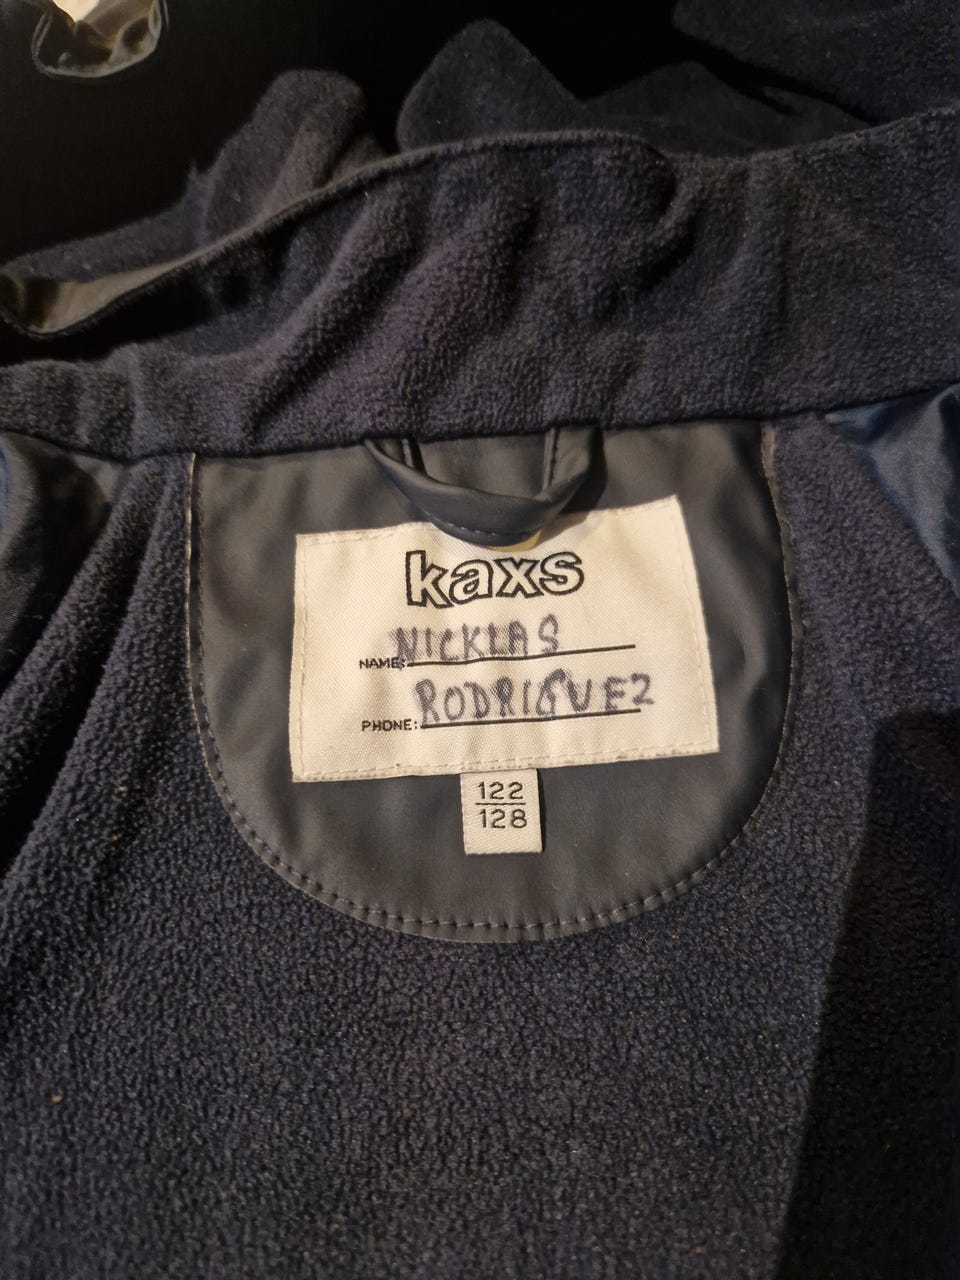 kaxs
NAME: NICKLAS
PHONE: RODRIGUEZ
122
128